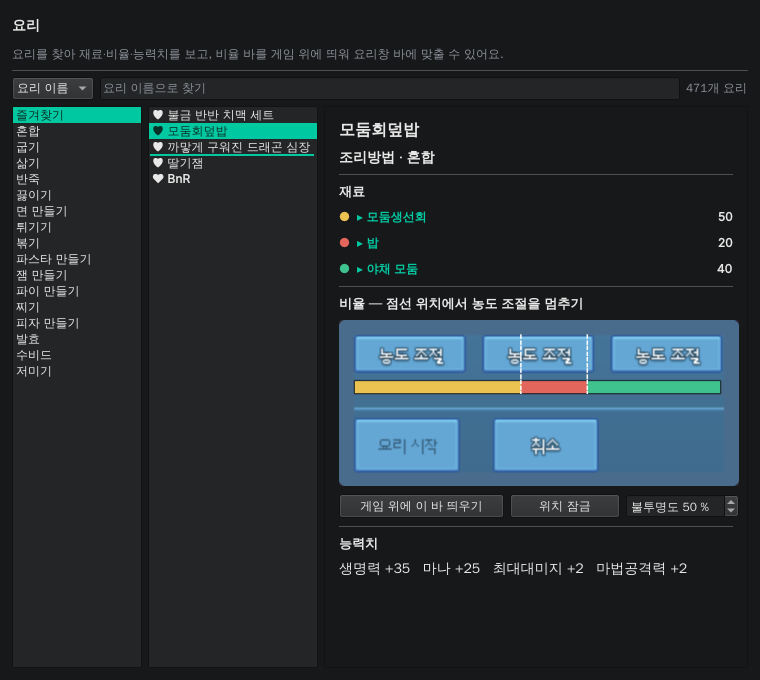 요리
요리를 찾아 재료·비율·능력치를 보고, 비율 바를 게임 위에 띄워 요리창 바에 맞출 수 있어요.
요리 이름 요리 이름으로 찾기 471개 요리
즐겨찾기
혼합
굽기
삶기
반죽
끓이기
면 만들기
튀기기
볶기
파스타 만들기
잼 만들기
파이 만들기
찌기
피자 만들기
발효
수비드
저미기
불금 반반 치맥 세트
모둠회덮밥
까맣게 구워진 드래곤 심장
딸기잼
BnR
모둠회덮밥
조리방법 · 혼합
재료
▸ 모둠생선회 50
▸ 밥 20
▸ 야채 모둠 40
비율 — 점선 위치에서 농도 조절을 멈추기
농도 조절 농도 조절 농도 조절
요리 시작 취소
게임 위에 이 바 띄우기 위치 잠금 불투명도 50 %
능력치
생명력 +35 마나 +25 최대대미지 +2 마법공격력 +2